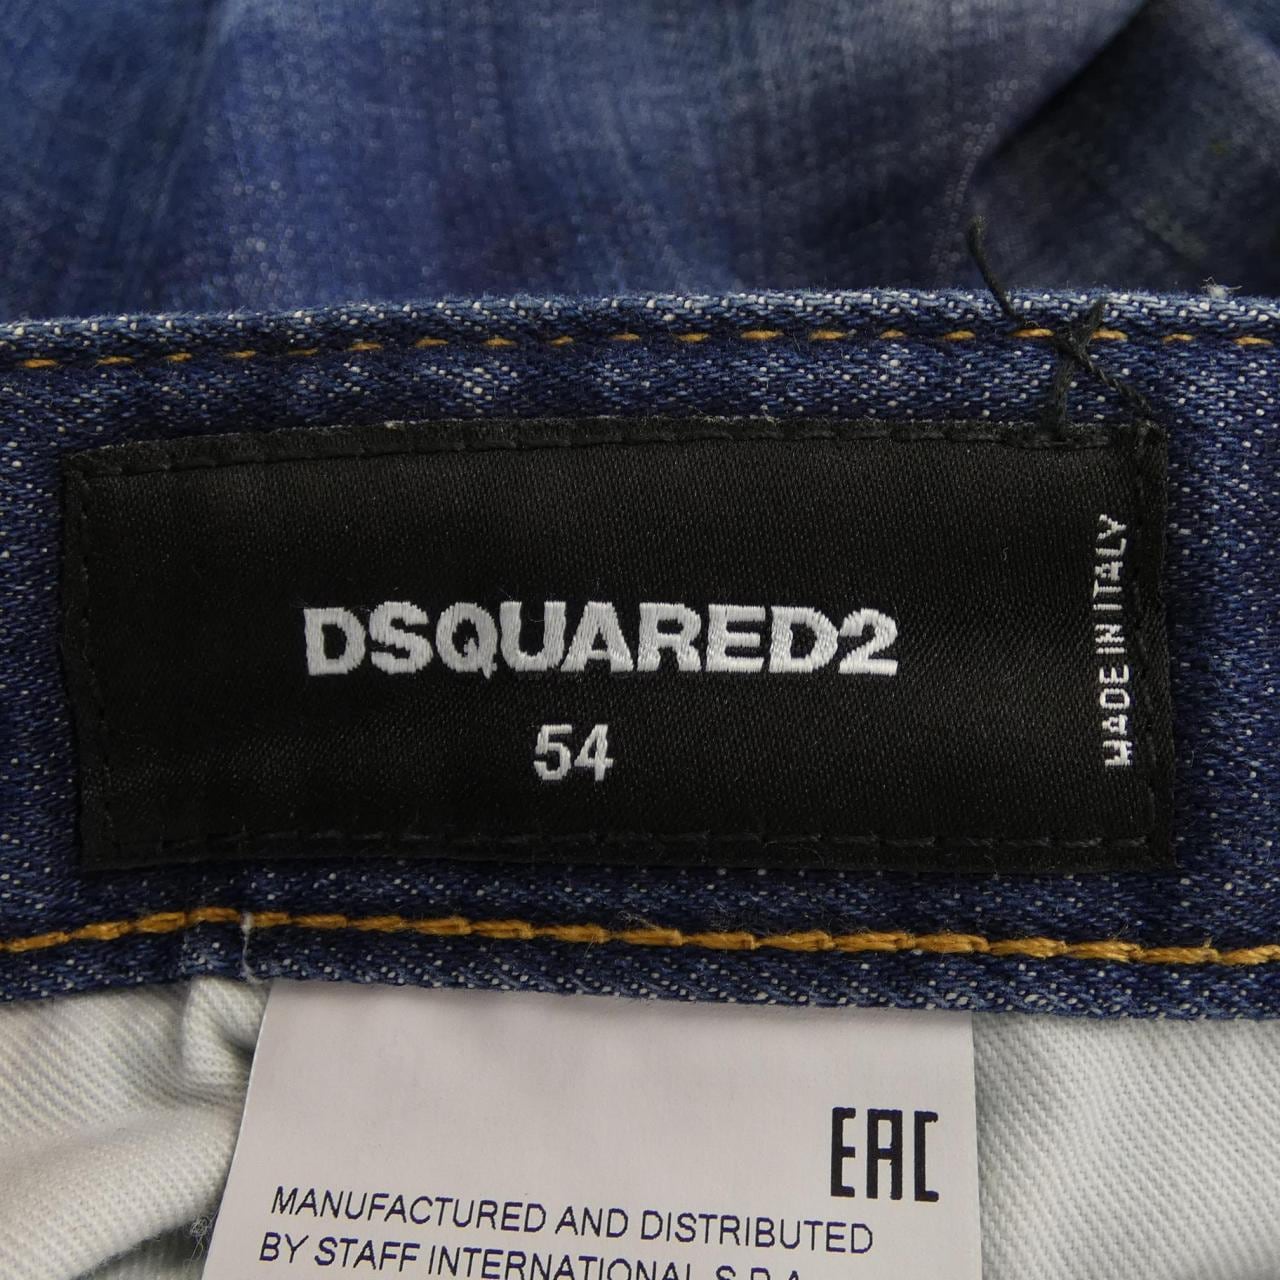 DSQUARED2
54
MADE IN ITALY
EAC
MANUFACTURED AND DISTRIBUTED
BY STAFF INTERNATIONAL S.P.A.